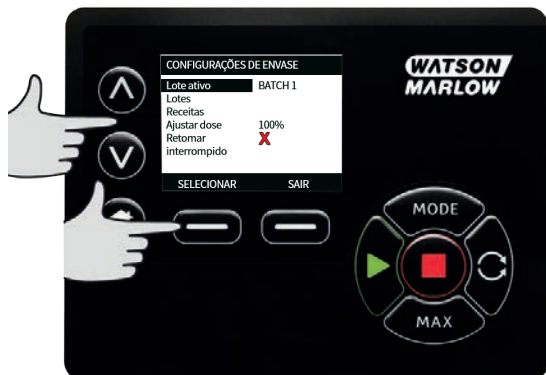 CONFIGURAÇÕES DE ENVASE
Lote ativo BATCH 1
Lotes
Receitas
Ajustar dose 100%
Retomar X
interrompido
SELECIONAR SAIR
WATSON
MARLOW
MODE
MAX